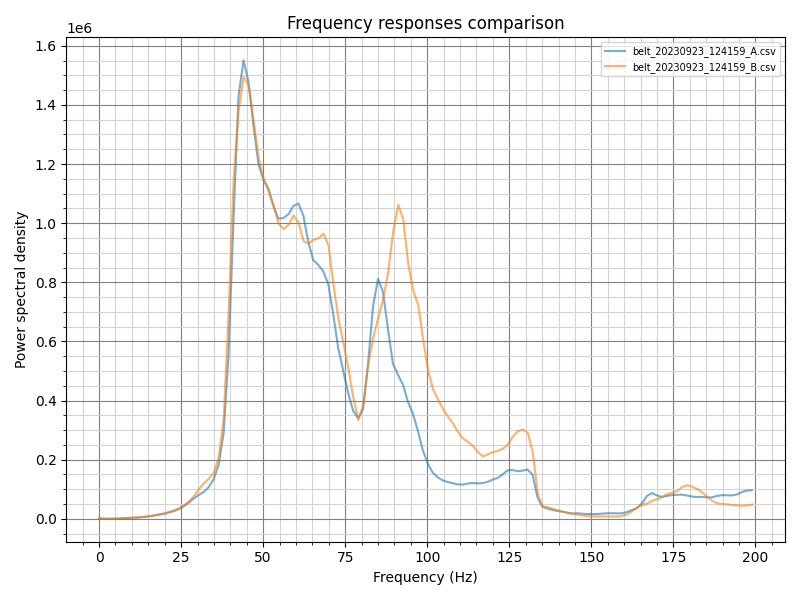 Frequency responses comparison
1e6
belt_20230923_124159_A.csv
belt_20230923_124159_B.csv
1.6
1.4
1.2
1.0
0.8
0.6
0.4
0.2
0.0
Power spectral density
0 25 50 75 100 125 150 175 200
Frequency (Hz)